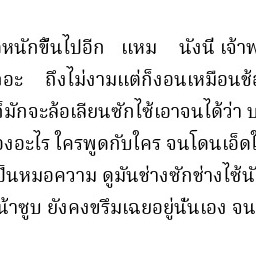 หนักขึ้นไปอีก แหม นังนี่ เจ้าพ
อะ ถึงไม่งามแต่ก็งอนเหมือนช้อ
มักจะล้อเลียนซักไซ้เอาจนได้ว่า บ
องอะไร ใครพูดกับใคร จนโดนเอ็ดใ
ป็นหมอความ ดูมันช่างซักช่างไซ้นั
น้าซูบ ยังคงขรึมเฉยอยู่นั่นเอง จน